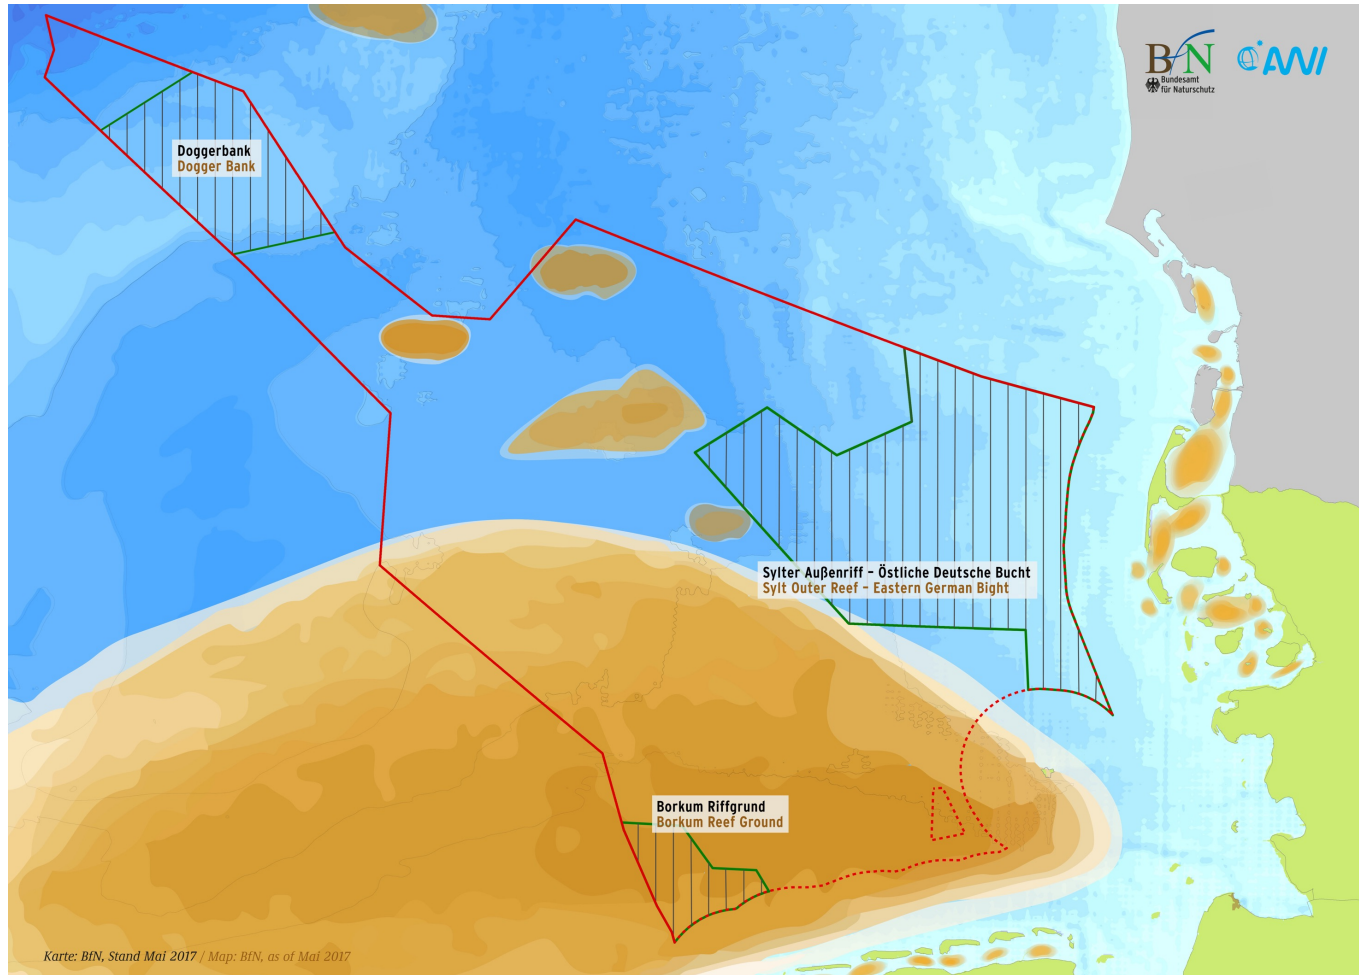 BfN
Bundesamt
für Naturschutz
AWI
Doggerbank
Dogger Bank
Sylter Außenriff – Östliche Deutsche Bucht
Sylt Outer Reef – Eastern German Bight
Borkum Riffgrund
Borkum Reef Ground
Karte: BfN, Stand Mai 2017 / Map: BfN, as of Mai 2017